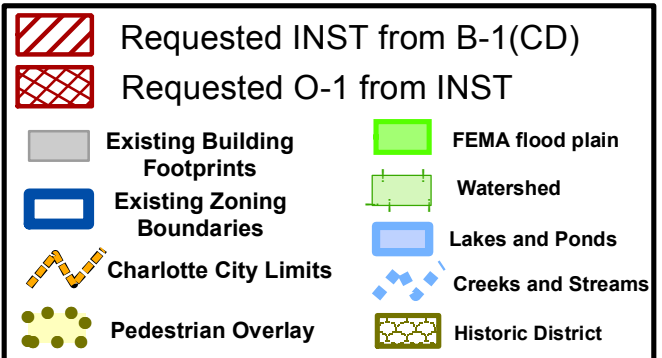 Requested INST from B-1(CD)
Requested O-1 from INST
Existing Building
Footprints
Existing Zoning
Boundaries
Charlotte City Limits
Pedestrian Overlay
FEMA flood plain
Watershed
Lakes and Ponds
Creeks and Streams
Historic District